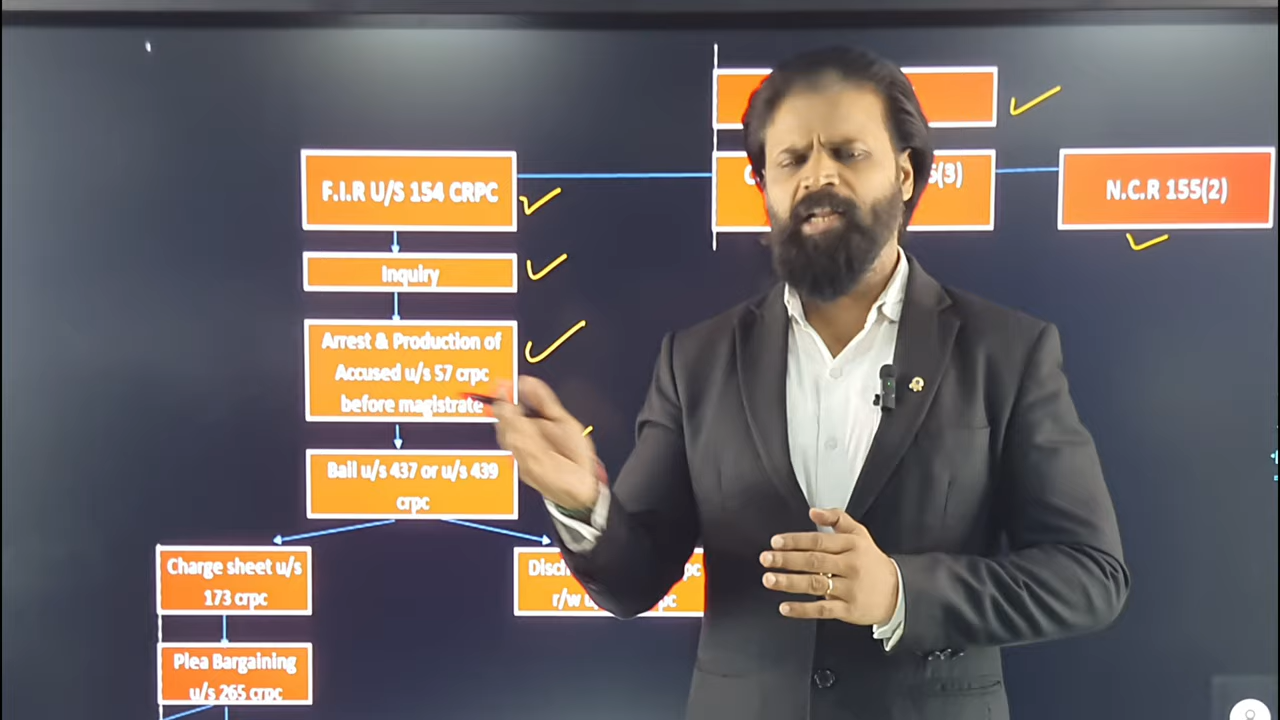 F.I.R U/S 154 CRPC
N.C.R 155(2)
Inquiry
Arrest & Production of
Accused u/s 57 crpc
before magistrate
Bail u/s 437 or u/s 439
crpc
Charge sheet u/s
173 crpc
r/w
crpc
Plea Bargaining
u/s 265 crpc